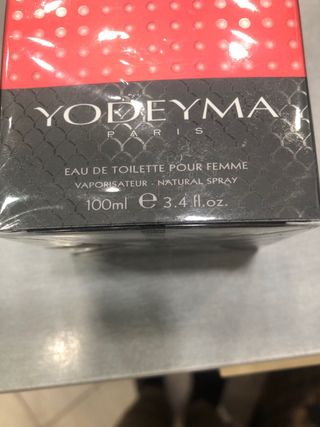 YODEYMA
PARIS
EAU DE TOILETTE POUR FEMME
VAPORISATEUR - NATURAL SPRAY
100ml e 3.4 fl.oz.